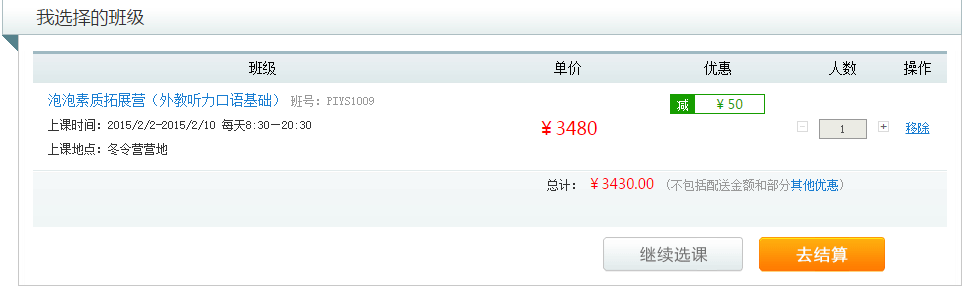 我选择的班级
班级 单价 优惠 人数 操作
泡泡素质拓展营（外教听力口语基础） 班号：PIYS1009
减 ￥50
上课时间：2015/2/2-2015/2/10 每天8:30—20:30
￥3480 - 1 + 移除
上课地点：冬令营营地
总计：￥3430.00 （不包括配送金额和部分其他优惠）
继续选课 去结算